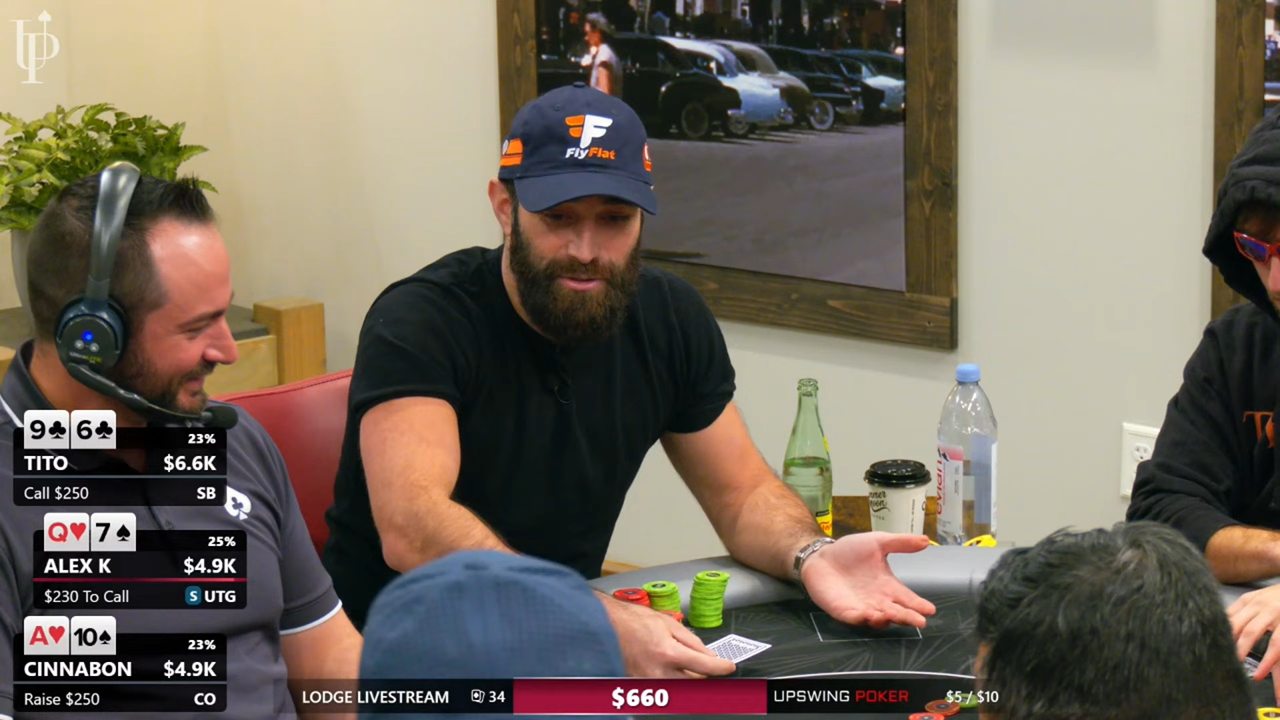 UP
FlyFlat
9♣ 6♣
23%
TITO $6.6K
Call $250 SB
Q♥ 7♠
25%
ALEX K $4.9K
$230 To Call S UTG
A♥ 10♠
23%
CINNABON $4.9K
Raise $250 CO
LODGE LIVESTREAM 34 $660 UPSWING POKER $5 / $10